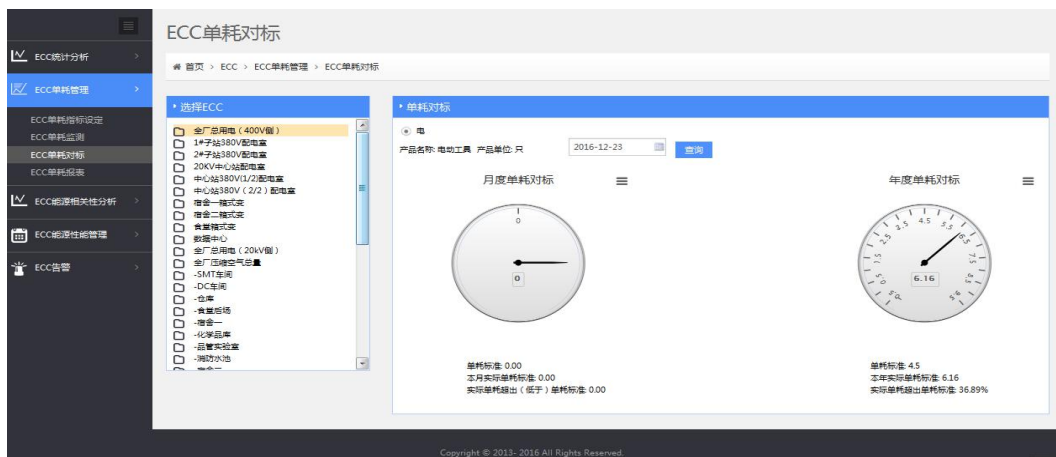 ECC单耗对标
首页 > ECC > ECC单耗管理 > ECC单耗对标
ECC统计分析
ECC单耗管理
ECC单耗指标设定
ECC单耗监测
ECC单耗对标
ECC单耗报表
ECC能源相关性分析
ECC能源性能管理
ECC告警
选择ECC
全厂总用电（400V侧）
1#子站380V配电室
2#子站380V配电室
20KV中心站配电室
中心站380V(1/2)配电室
中心站380V（2/2）配电室
宿舍一箱式变
宿舍二箱式变
食堂箱式变
数据中心
全厂总用电（20kV侧）
全厂压缩空气总量
-SMT车间
-DC车间
-仓库
-食堂后场
-宿舍一
-化学品库
-品管实验室
-消防水池
-宿舍二
单耗对标
电
产品名称: 电动工具 产品单位: 只 2016-12-23 查询
月度单耗对标
0
0
单耗标准: 0.00
本月实际单耗标准: 0.00
实际单耗超出（低于）单耗标准: 0.00
年度单耗对标
3.5 4.5 5.5
2.5 6.5
1.5 7.5
6.16
单耗标准: 4.5
本年实际单耗标准: 6.16
实际单耗超出单耗标准: 36.89%
Copyright © 2013- 2016 All Rights Reserved.